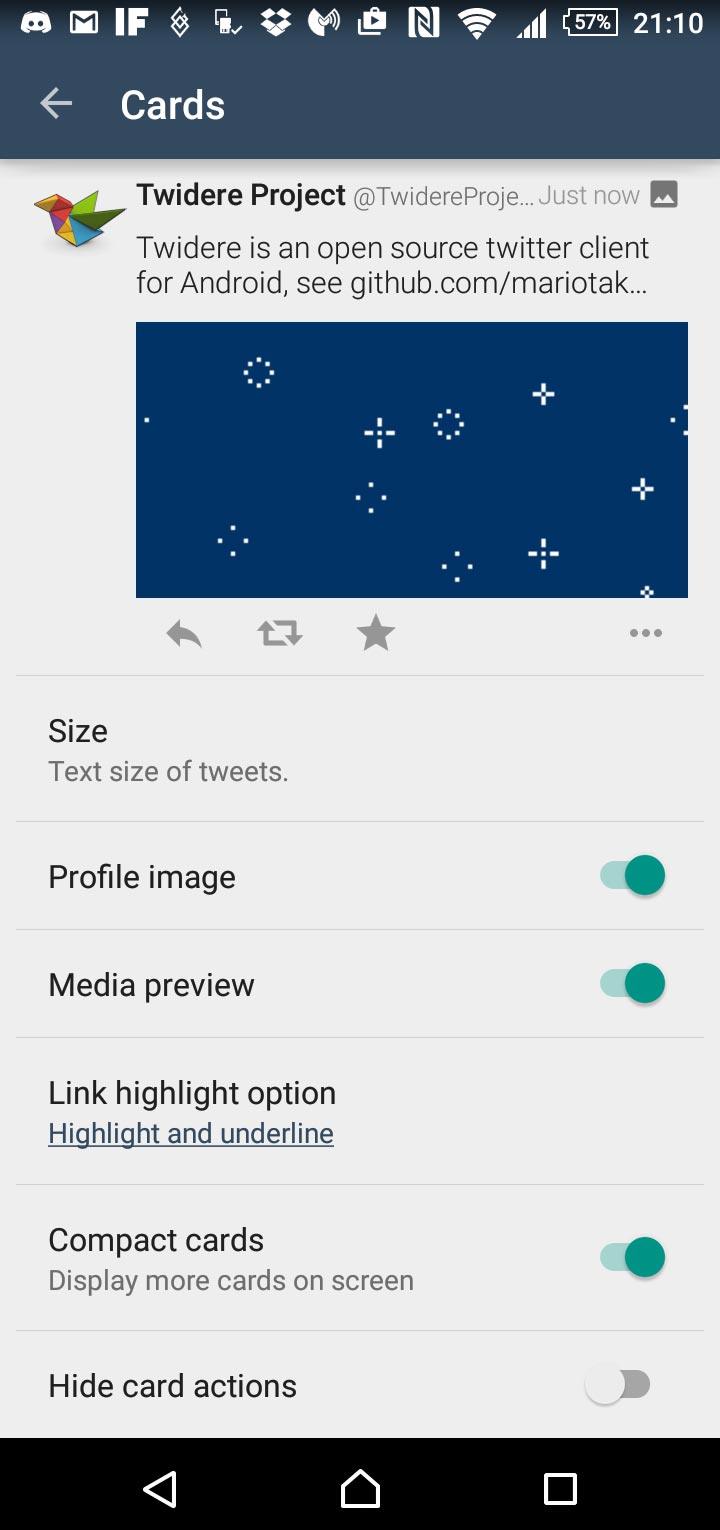 IF 57% 21:10
Cards
Twidere Project @TwidereProje... Just now
Twidere is an open source twitter client
for Android, see github.com/mariotak...
Size
Text size of tweets.
Profile image
Media preview
Link highlight option
Highlight and underline
Compact cards
Display more cards on screen
Hide card actions